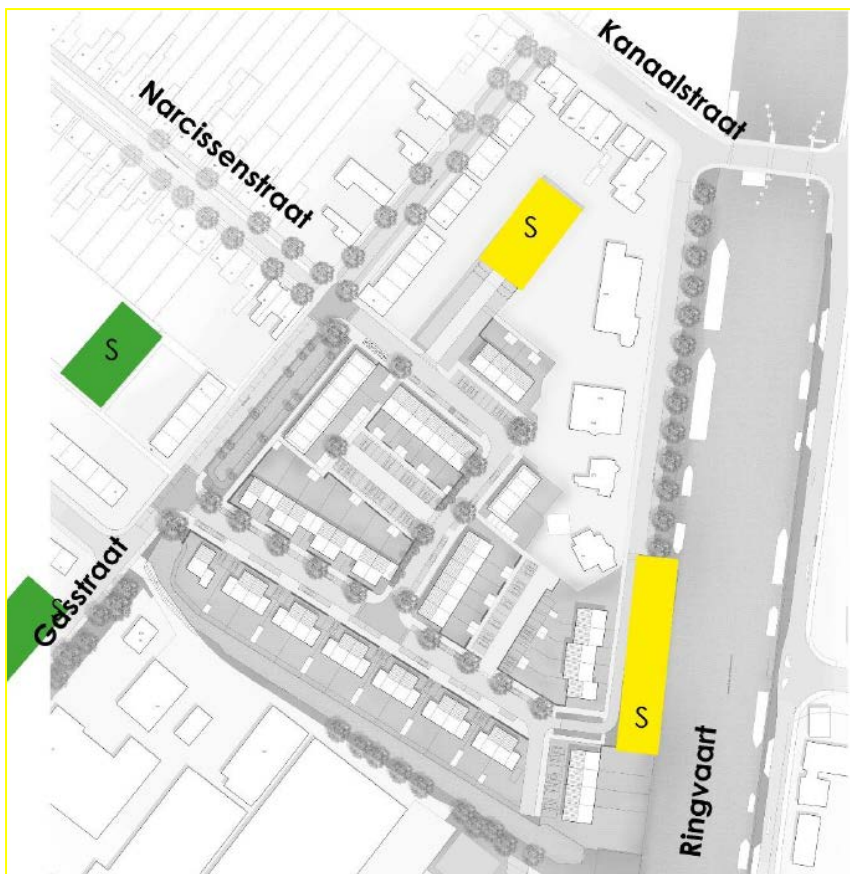 Kanaalstraat
Narcissenstraat
S
S
S
Gasstraat
S
Ringvaart